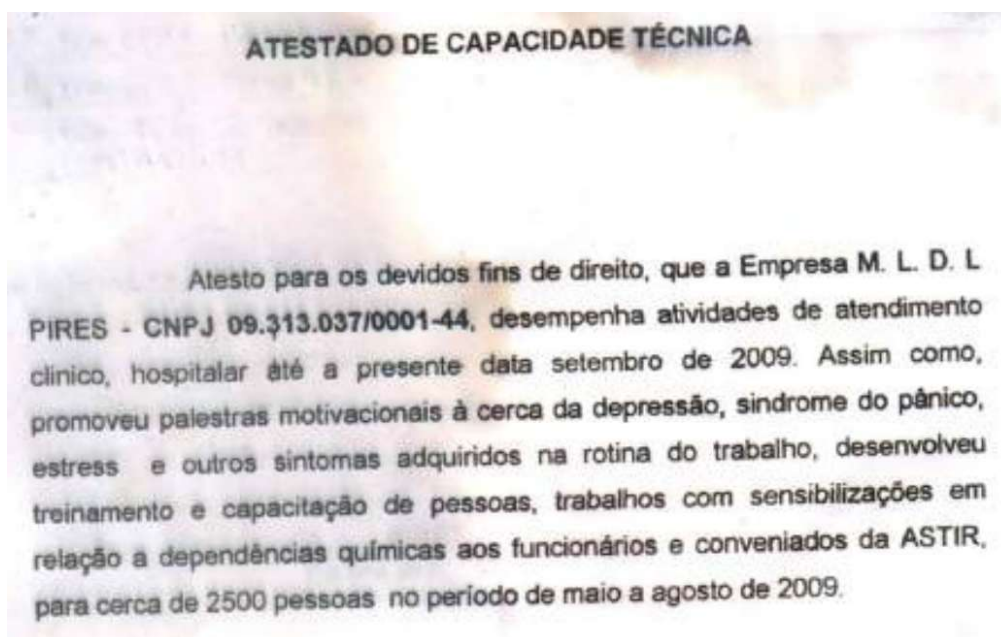 ATESTADO DE CAPACIDADE TÉCNICA
Atesto para os devidos fins de direito, que a Empresa M. L. D. L
PIRES - CNPJ 09.313.037/0001-44, desempenha atividades de atendimento
clinico, hospitalar até a presente data setembro de 2009. Assim como,
promoveu palestras motivacionais à cerca da depressão, sindrome do pânico,
estress e outros sintomas adquiridos na rotina do trabalho, desenvolveu
treinamento e capacitação de pessoas, trabalhos com sensibilizações em
relação a dependências químicas aos funcionários e conveniados da ASTIR,
para cerca de 2500 pessoas no periodo de maio a agosto de 2009.